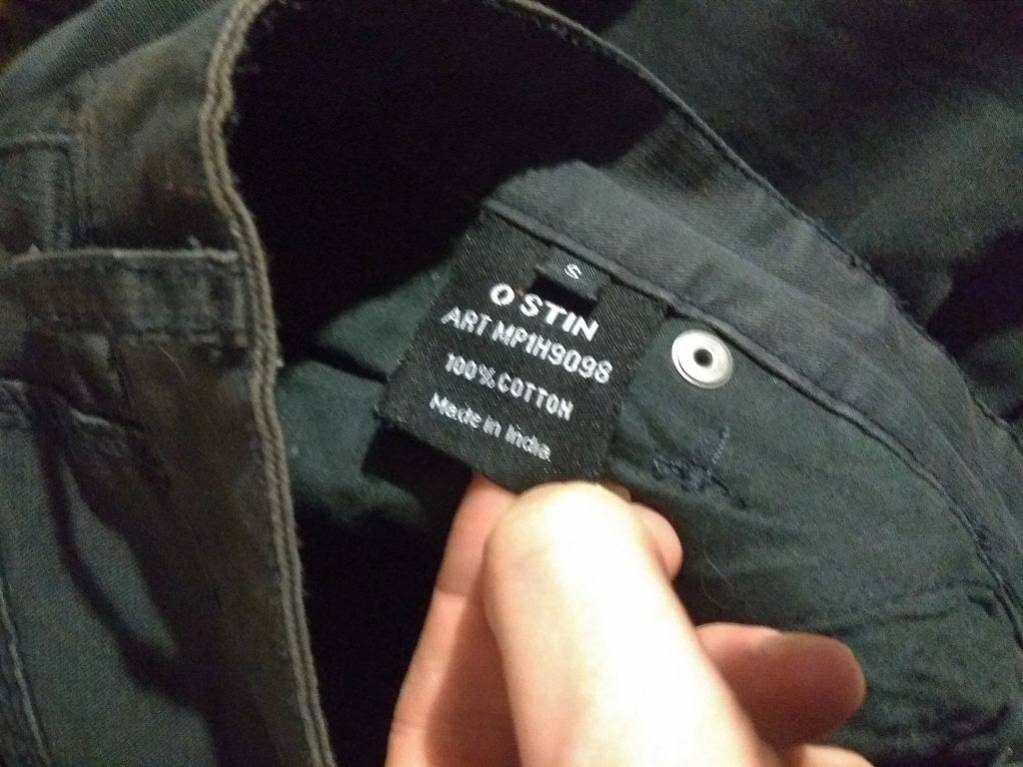 S
O'STIN
ART MP1H9098
100% COTTON
Made in India